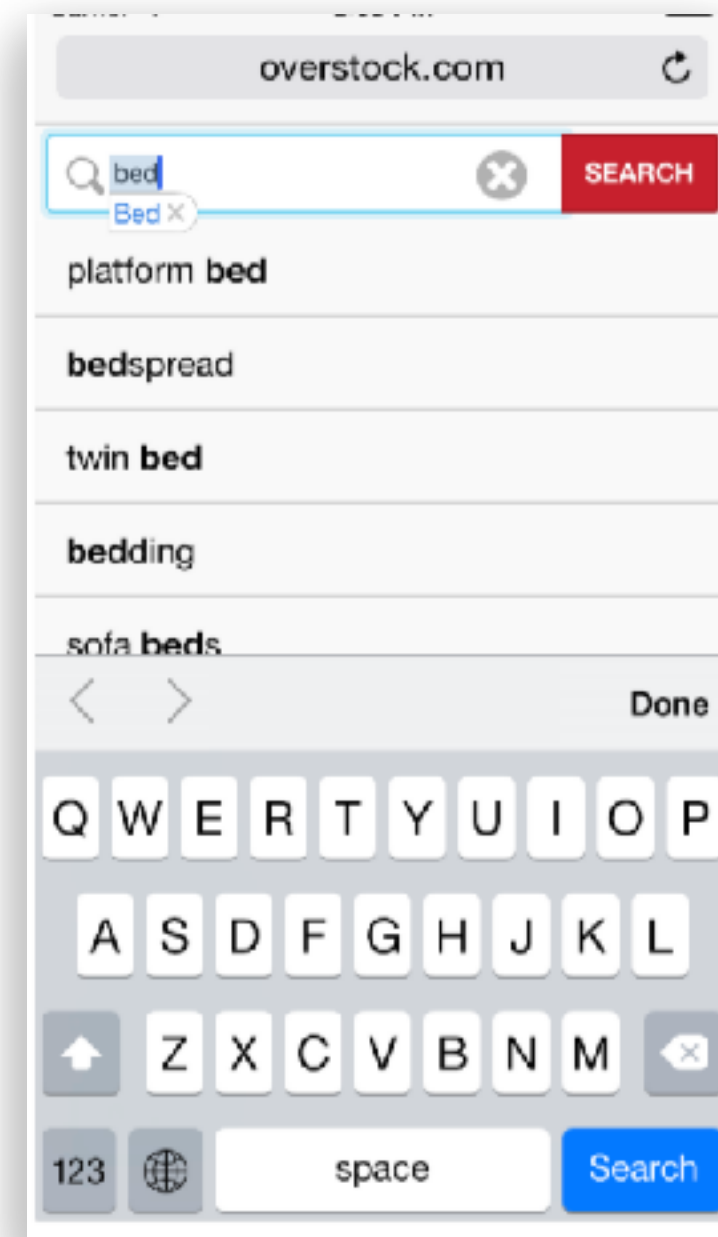 overstock.com
bed
SEARCH
Bed
platform bed
bedspread
twin bed
bedding
sofa beds
Done
Q W E R T Y U I O P
A S D F G H J K L
Z X C V B N M
123 space Search